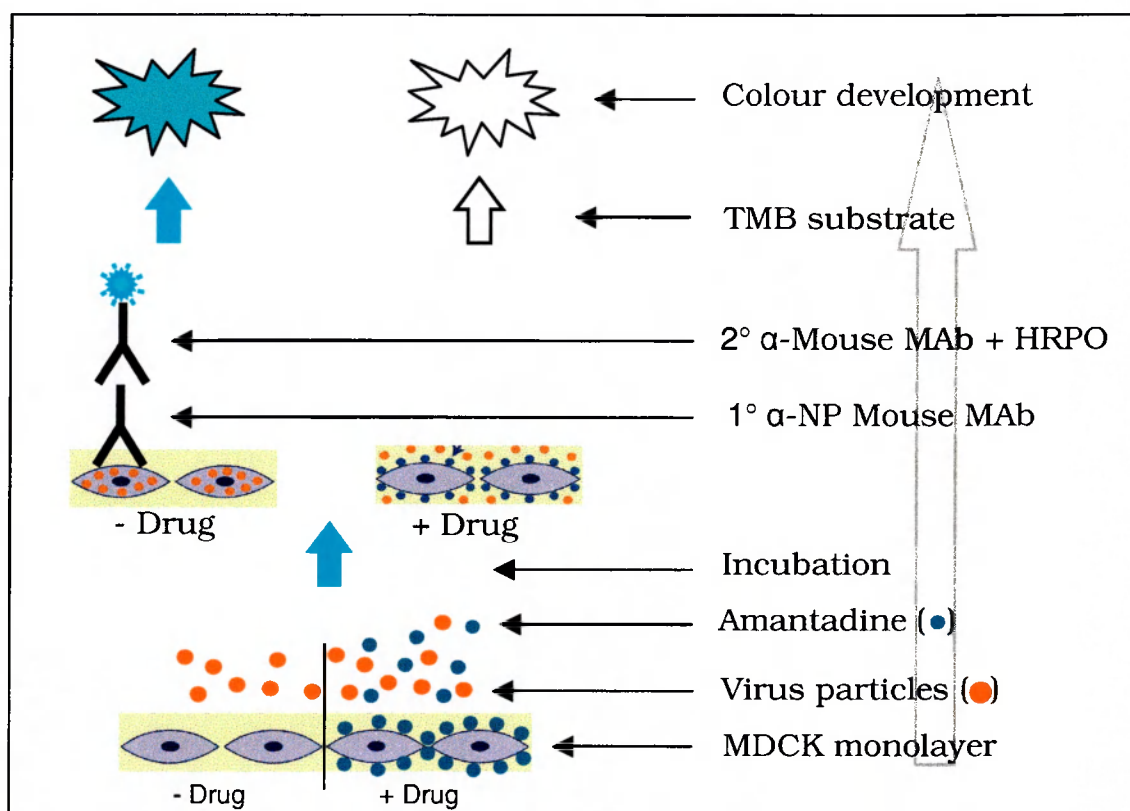 Colour development
TMB substrate
2° α-Mouse MAb + HRPO
1° α-NP Mouse MAb
- Drug
+ Drug
Incubation
Amantadine ( )
Virus particles ( )
MDCK monolayer
- Drug
+ Drug